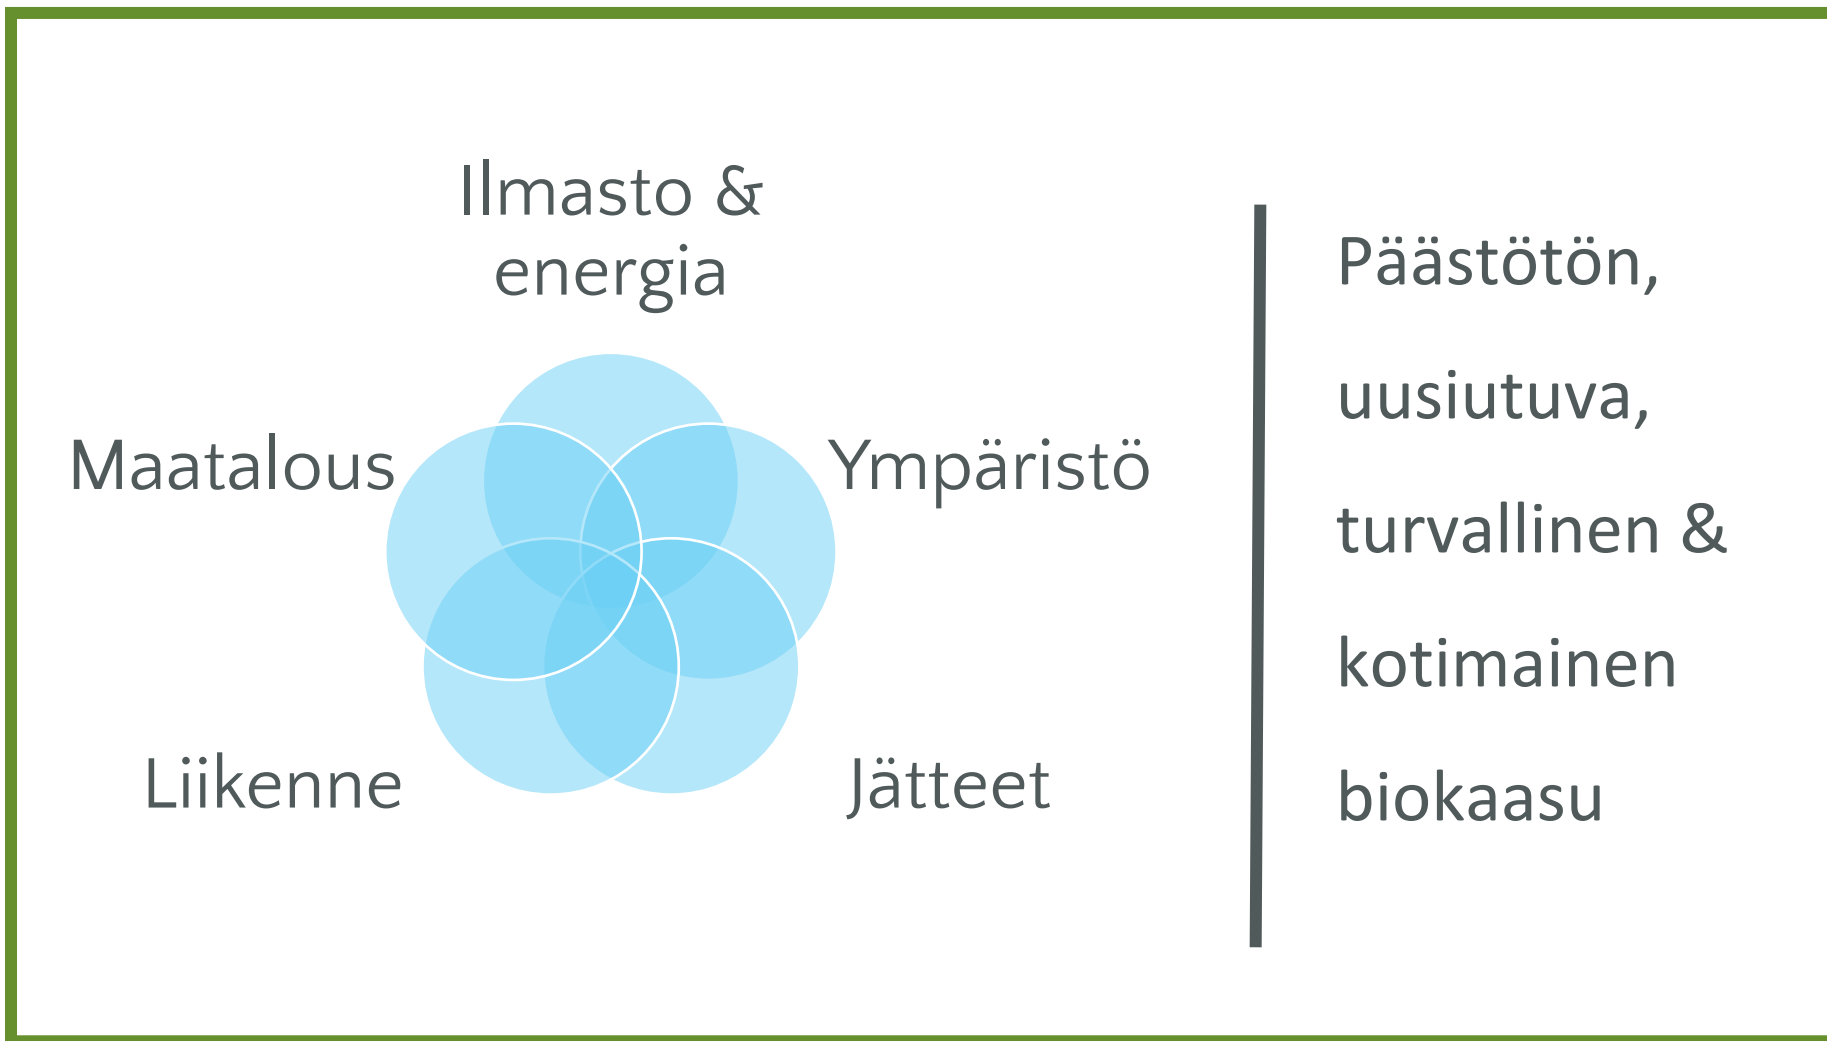 Ilmasto &
energia
Maatalous
Ympäristö
Liikenne
Jätteet
Päästötön,
uusiutuva,
turvallinen &
kotimainen
biokaasu